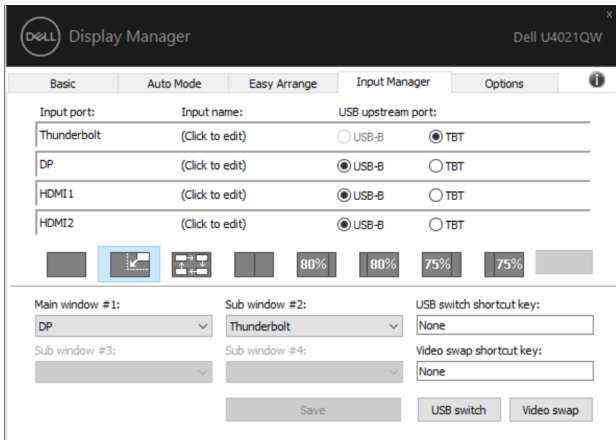 x
DELL Display Manager Dell U4021QW
Basic Auto Mode Easy Arrange Input Manager Options i
Input port: Input name: USB upstream port:
Thunderbolt (Click to edit) USB-B TBT
DP (Click to edit) USB-B TBT
HDMI1 (Click to edit) USB-B TBT
HDMI2 (Click to edit) USB-B TBT
80% 80% 75% 75%
Main window #1: Sub window #2: USB switch shortcut key:
DP Thunderbolt None
Sub window #3: Sub window #4: Video swap shortcut key:
None
Save USB switch Video swap